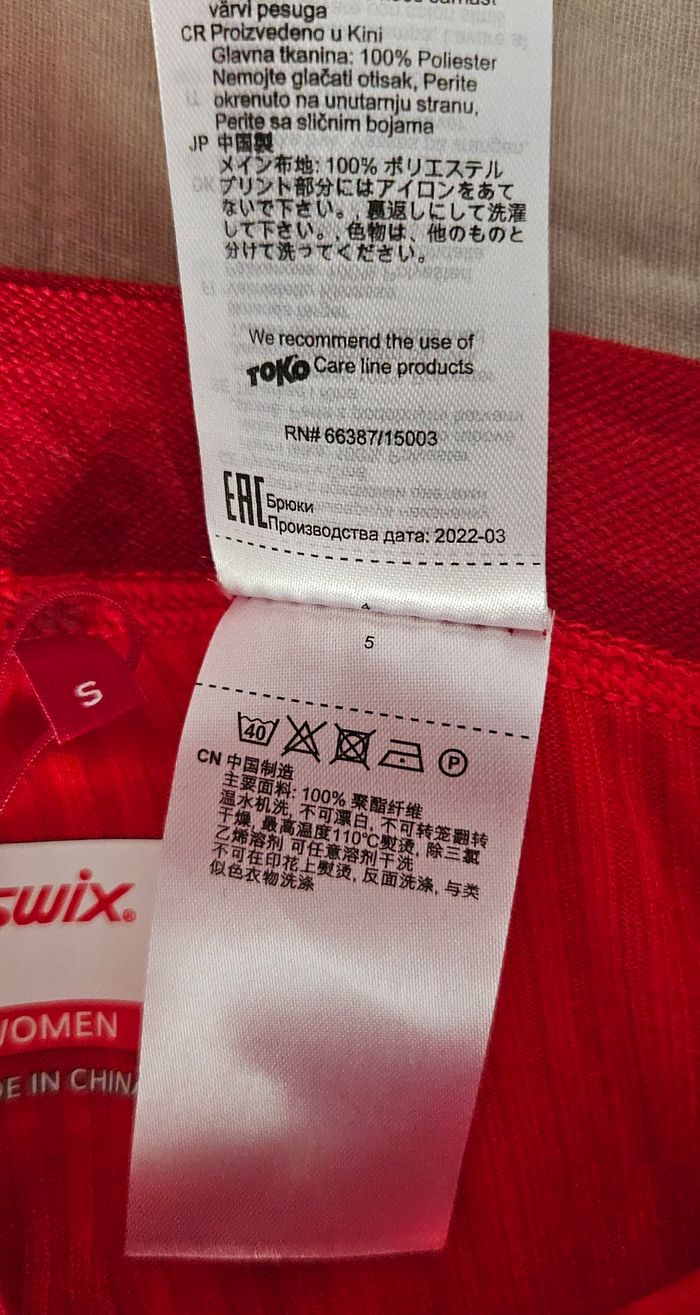 värvi pesuga
CR Proizvedeno u Kini
Glavna tkanina: 100% Poliester
Nemojte glačati otisak, Perite
okrenuto na unutarnju stranu,
Perite sa sličnim bojama
JP 中国製
メイン布地: 100% ポリエステル
プリント部分にはアイロンをあて
ないで下さい。, 裏返しにして洗濯
して下さい。, 色物は、他のものと
分けて洗ってください。
We recommend the use of
TOKO Care line products
RN# 66387/15003
EAC Брюки
Производства дата: 2022-03
4
5
S
40 P
CN 中国制造
主要面料: 100% 聚酯纤维
温水机洗, 不可漂白, 不可转笼翻转
干燥, 最高温度110℃熨烫, 除三氯
乙烯溶剂 可任意溶剂干洗
不可在印花上熨烫, 反面洗涤, 与类
似色衣物洗涤
swix®
WOMEN
DE IN CHINA